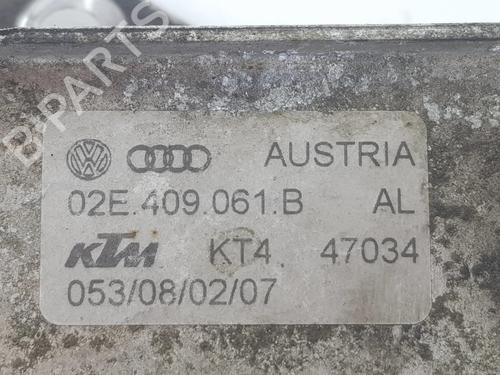 B-PARTS
AUSTRIA
02E.409.061.B AL
KTM KT4. 47034
053/08/02/07